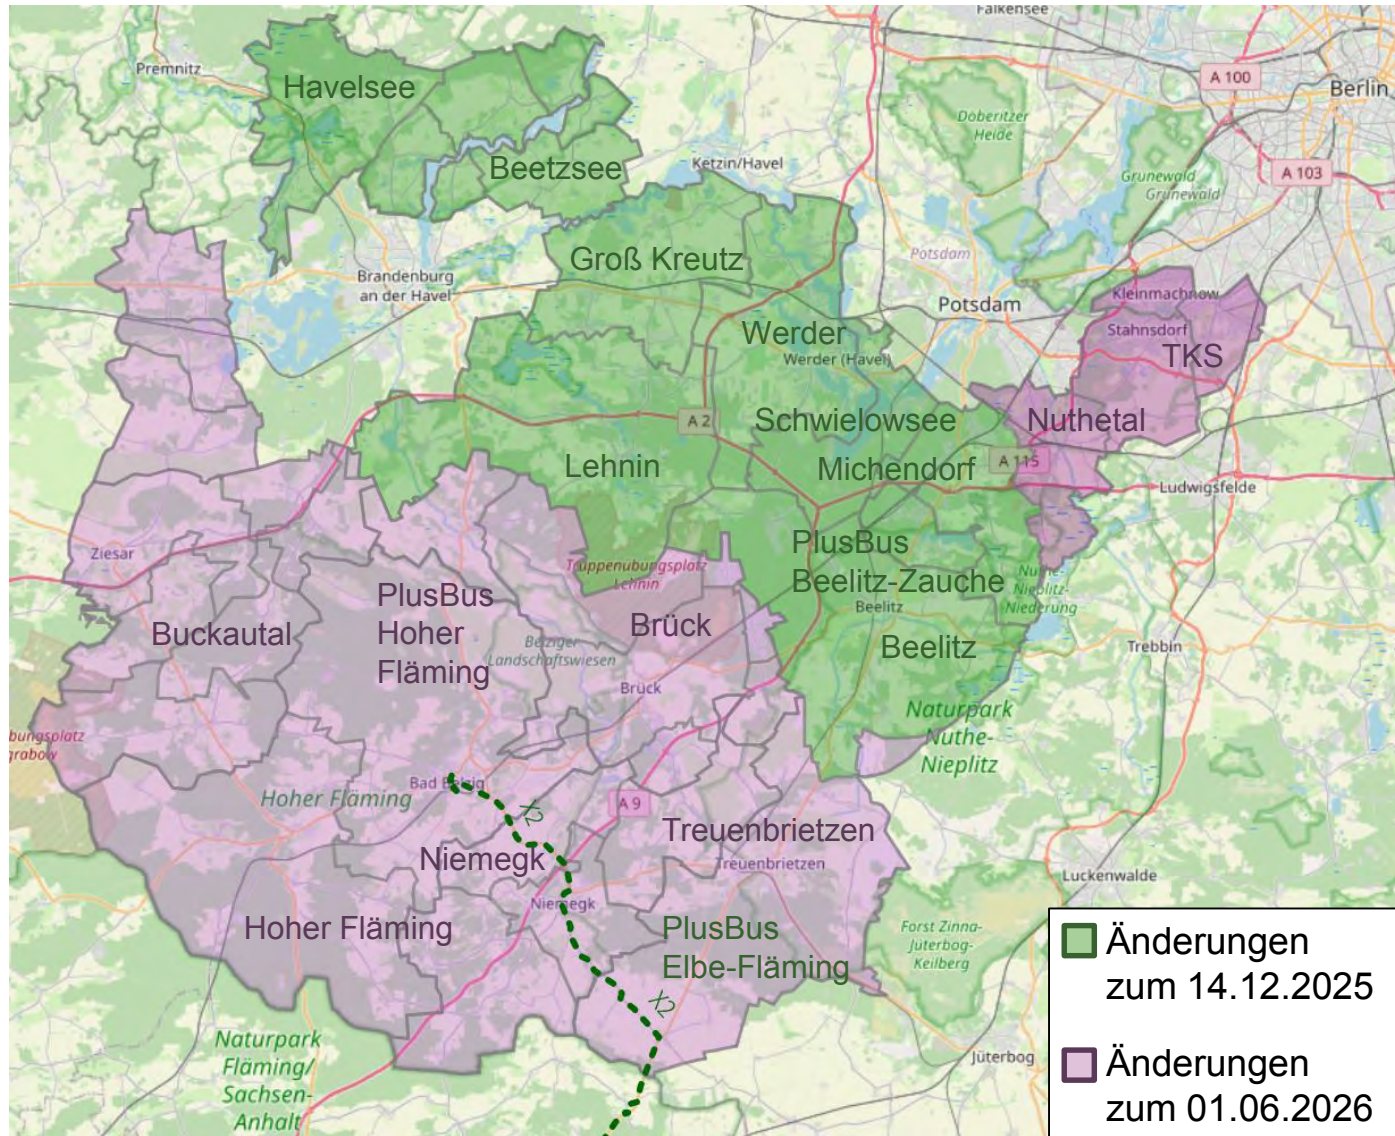 Falkensee
Premnitz
Havelsee
A 100
Berlin
Döberitzer
Heide
Beetzsee
Ketzin/Havel
A 103
Grunewald
Grunewald
Groß Kreutz
Potsdam
Brandenburg
an der Havel
Potsdam
Kleinmachnow
Werder
Stahnsdorf
Werder (Havel)
TKS
A 2
Schwielowsee
Nuthetal
Lehnin
Michendorf
A 115
Ludwigsfelde
Ziesar
PlusBus
Beelitz-Zauche
Truppenübungsplatz
Lehnin
Nuthe-
Nieplitz-
Niederung
PlusBus
Hoher
Fläming
Beelitz
Buckautal
Brück
Belziger
Landschaftswiesen
Beelitz
Trebbin
Brück
Naturpark
Nuthe-
Nieplitz
bungsplatz
grabow
Bad Belzig
Hoher Fläming
X2
A 9
Treuenbrietzen
Niemegk
Treuenbrietzen
Luckenwalde
Niemegk
Hoher Fläming
PlusBus
Elbe-Fläming
Forst Zinna-
Jüterbog-
Keilberg
X2
Naturpark
Fläming/
Sachsen-
Anhalt
Jüterbog
Änderungen
zum 14.12.2025
Änderungen
zum 01.06.2026